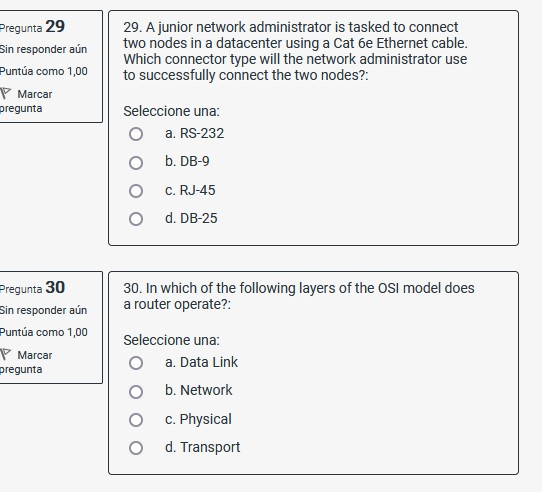 Pregunta 29
Sin responder aún
Puntúa como 1,00
Marcar
pregunta
29. A junior network administrator is tasked to connect
two nodes in a datacenter using a Cat 6e Ethernet cable.
Which connector type will the network administrator use
to successfully connect the two nodes?:
Seleccione una:
a. RS-232
b. DB-9
c. RJ-45
d. DB-25
Pregunta 30
Sin responder aún
Puntúa como 1,00
Marcar
pregunta
30. In which of the following layers of the OSI model does
a router operate?:
Seleccione una:
a. Data Link
b. Network
c. Physical
d. Transport